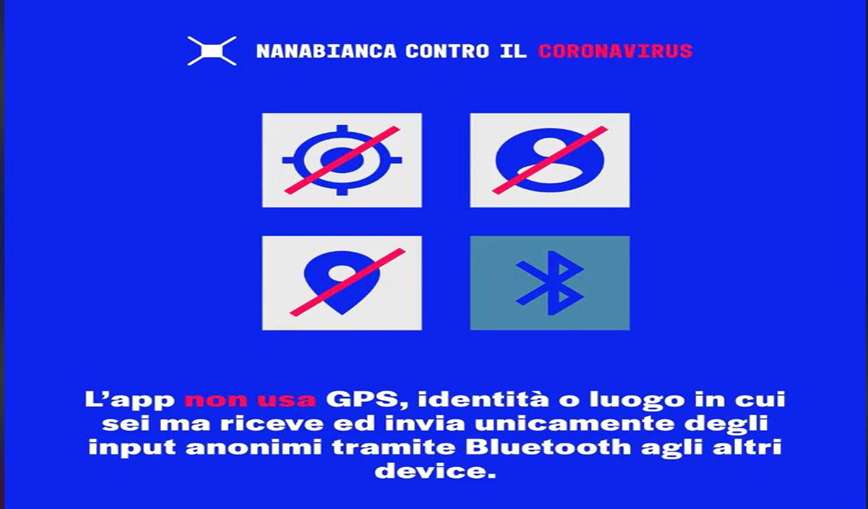 NANABIANCA CONTRO IL CORONAVIRUS
L'app non usa GPS, identità o luogo in cui
sei ma riceve ed invia unicamente degli
input anonimi tramite Bluetooth agli altri
device.